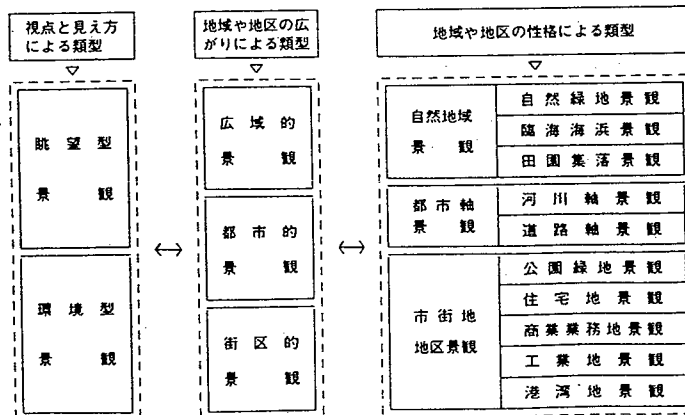 視点と見え方
による類型
地域や地区の広
がりによる類型
地域や地区の性格による類型
眺望型
景観
環境型
景観
広域的
景観
都市的
景観
街区的
景観
自然地域
景観
自然緑地景観
臨海海浜景観
田園集落景観
都市軸
景観
河川軸景観
道路軸景観
市街地
地区景観
公園緑地景観
住宅地景観
商業業務地景観
工業地景観
港湾地景観